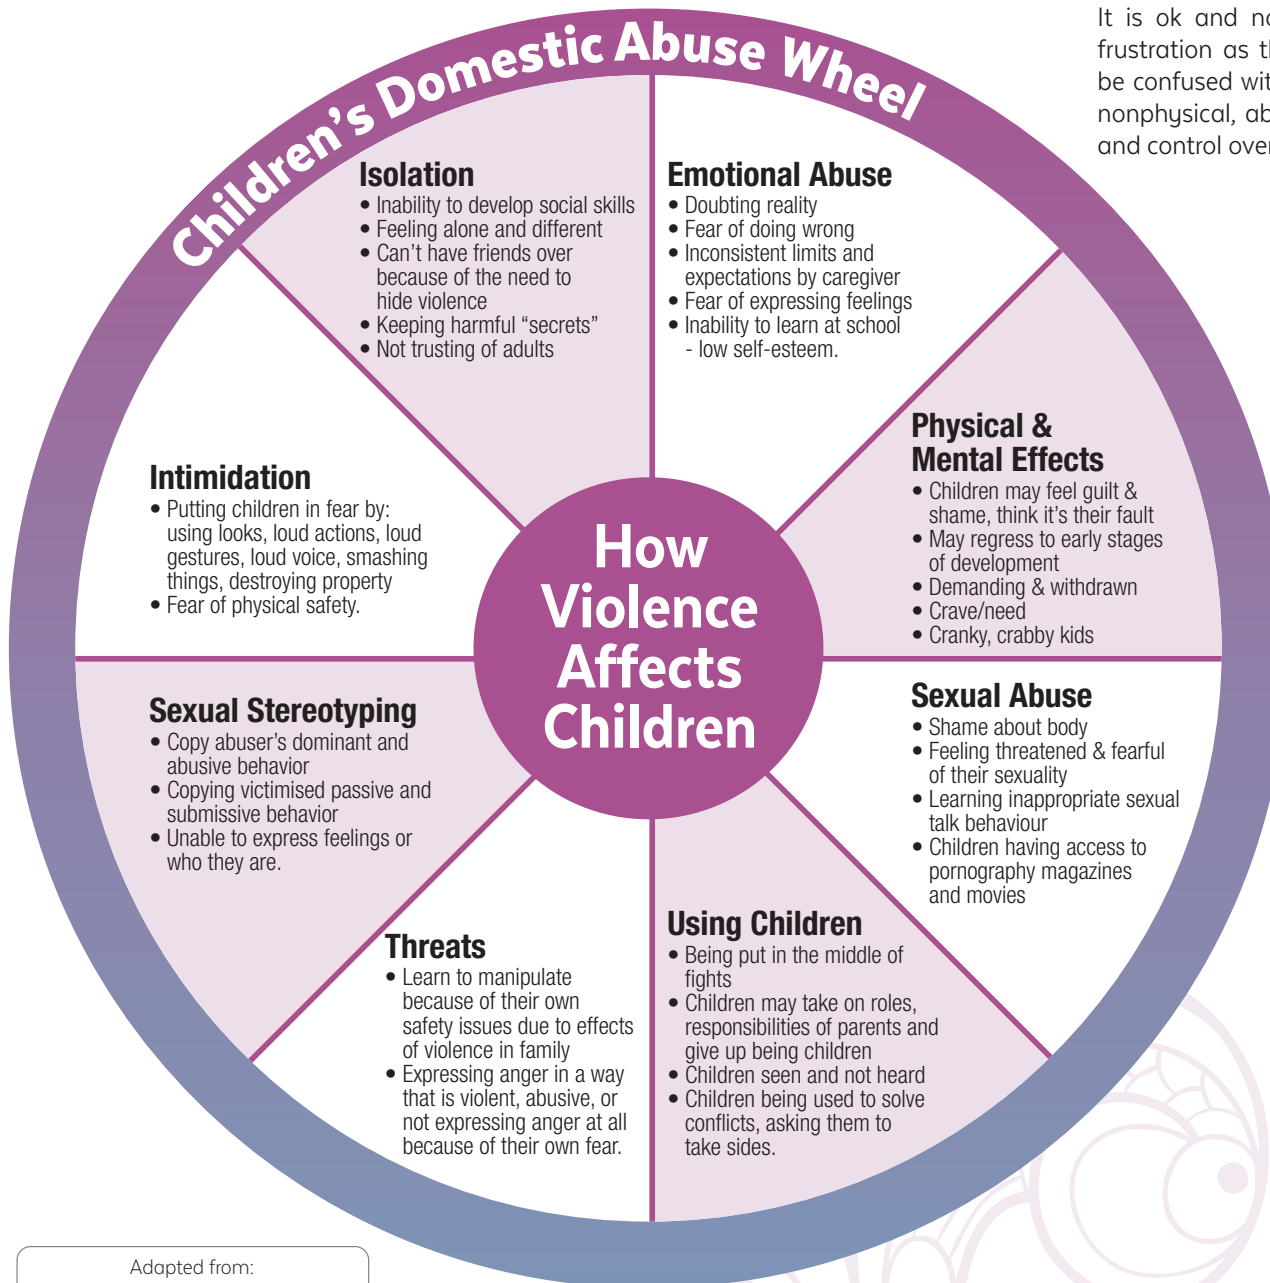 Children's Domestic Abuse Wheel
It is ok and no
frustration as th
be confused wit
nonphysical, ab
and control over
Isolation
• Inability to develop social skills
• Feeling alone and different
• Can't have friends over
because of the need to
hide violence
• Keeping harmful “secrets”
• Not trusting of adults
Emotional Abuse
• Doubting reality
• Fear of doing wrong
• Inconsistent limits and
expectations by caregiver
• Fear of expressing feelings
• Inability to learn at school
- low self-esteem.
Physical &
Mental Effects
• Children may feel guilt &
shame, think it's their fault
• May regress to early stages
of development
• Demanding & withdrawn
• Crave/need
• Cranky, crabby kids
Sexual Abuse
• Shame about body
• Feeling threatened & fearful
of their sexuality
• Learning inappropriate sexual
talk behaviour
• Children having access to
pornography magazines
and movies
Using Children
• Being put in the middle of
fights
• Children may take on roles,
responsibilities of parents and
give up being children
• Children seen and not heard
• Children being used to solve
conflicts, asking them to
take sides.
Threats
• Learn to manipulate
because of their own
safety issues due to effects
of violence in family
• Expressing anger in a way
that is violent, abusive, or
not expressing anger at all
because of their own fear.
Sexual Stereotyping
• Copy abuser's dominant and
abusive behavior
• Copying victimised passive and
submissive behavior
• Unable to express feelings or
who they are.
Intimidation
• Putting children in fear by:
using looks, loud actions, loud
gestures, loud voice, smashing
things, destroying property
• Fear of physical safety.
How
Violence
Affects
Children
Adapted from: